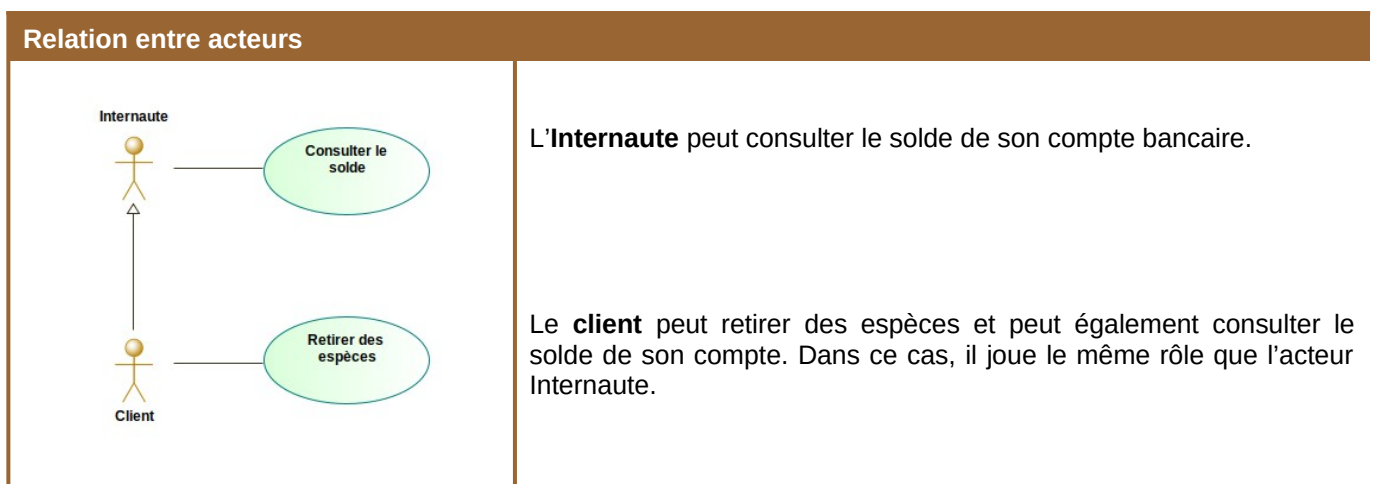 Relation entre acteurs
Internaute
Consulter le
solde
L’Internaute peut consulter le solde de son compte bancaire.
Retirer des
espèces
Client
Le client peut retirer des espèces et peut également consulter le
solde de son compte. Dans ce cas, il joue le même rôle que l’acteur
Internaute.